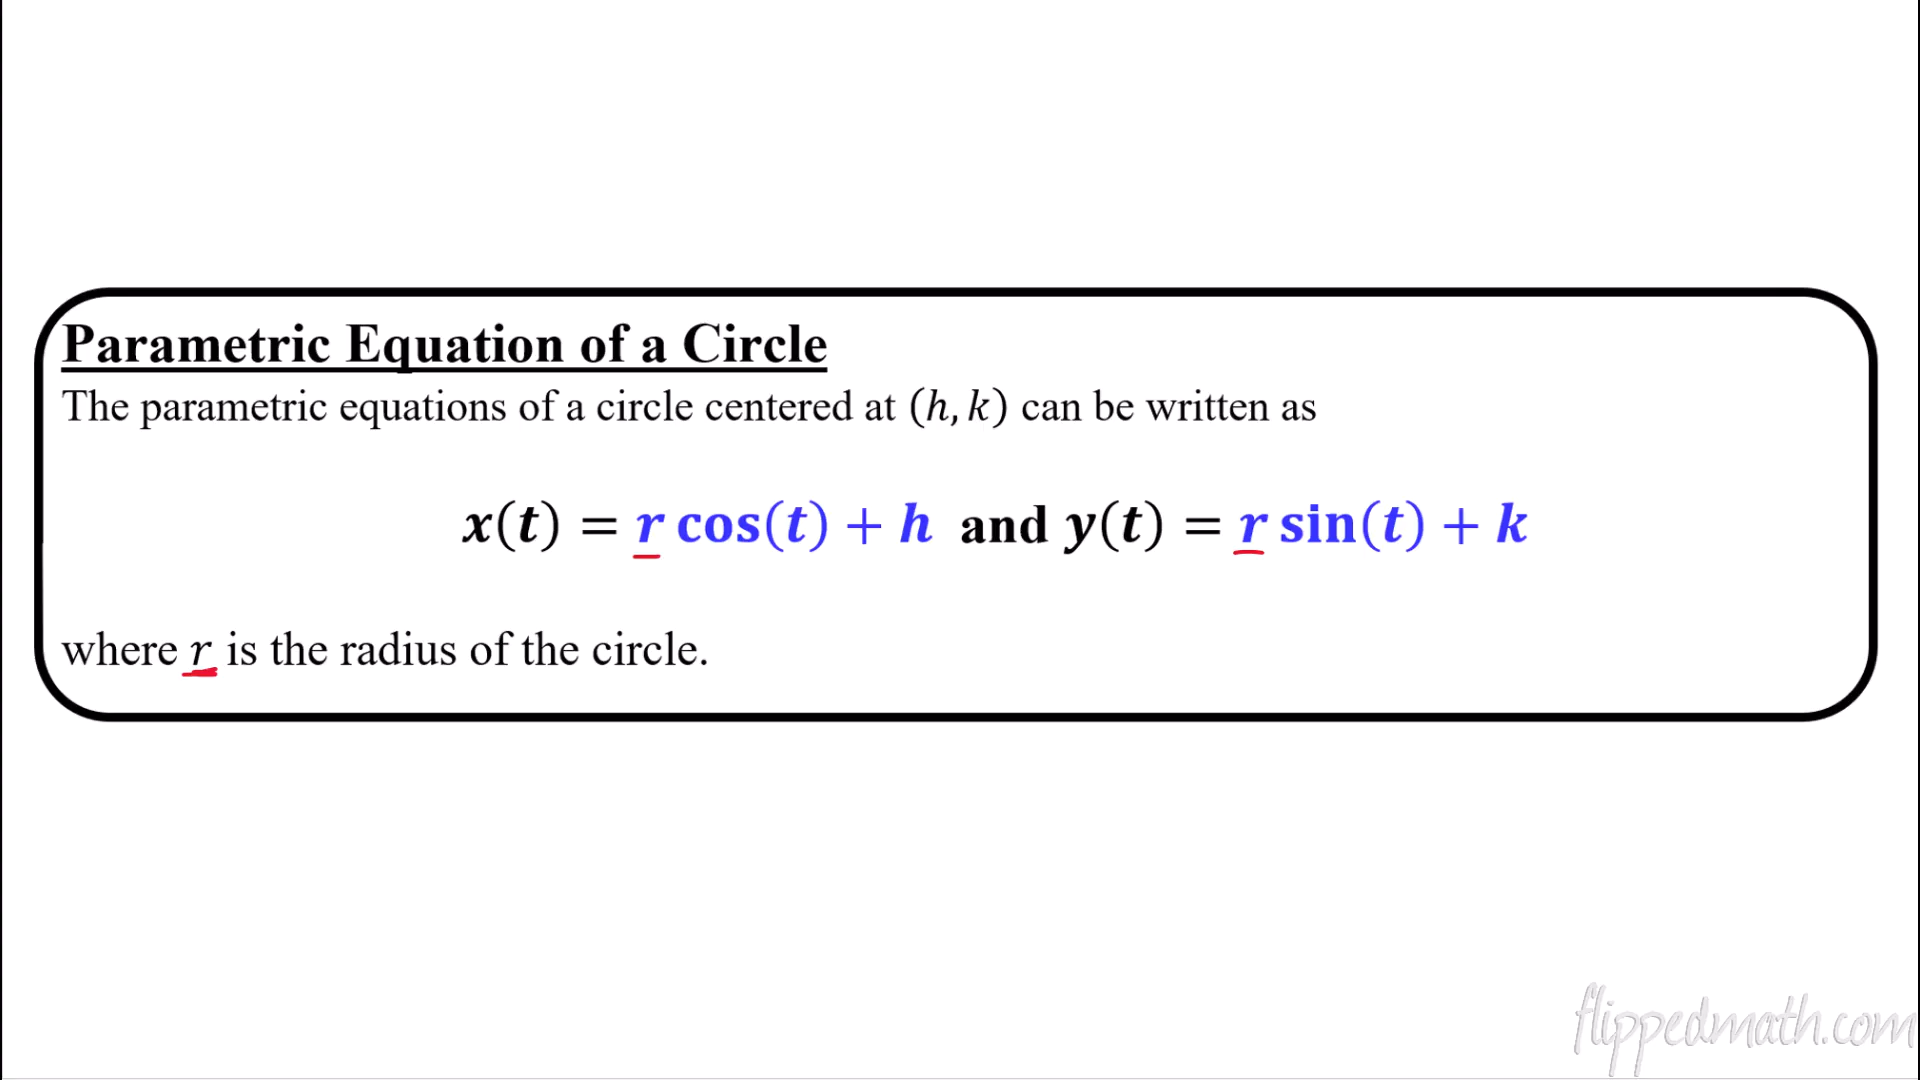 Parametric Equation of a Circle
The parametric equations of a circle centered at (h, k) can be written as
x(t) = r cos(t) + h and y(t) = r sin(t) + k
where r is the radius of the circle.
flippedmath.com